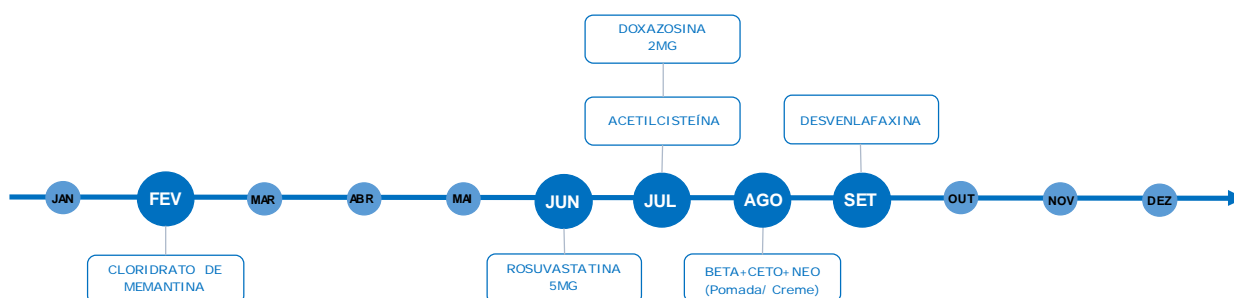 DOXAZOSINA
2MG
ACETILCISTEÍNA
DESVENLAFAXINA
JAN
FEV
MAR
ABR
MAI
JUN
JUL
AGO
SET
OUT
NOV
DEZ
CLORIDRATO DE
MEMANTINA
ROSUVASTATINA
5MG
BETA+CETO+NEO
(Pomada/ Creme)